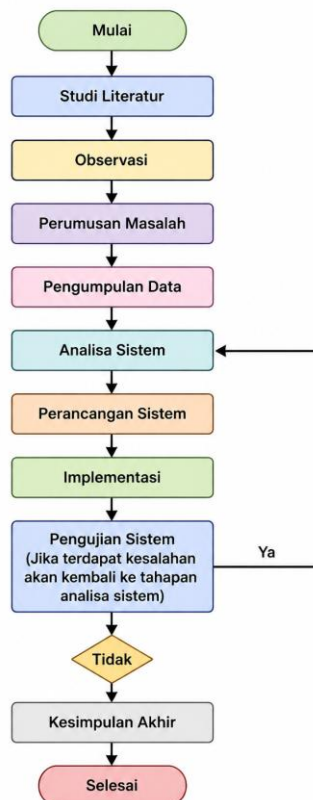 Mulai
Studi Literatur
Observasi
Perumusan Masalah
Pengumpulan Data
Analisa Sistem
Perancangan Sistem
Implementasi
Pengujian Sistem
(Jika terdapat kesalahan
akan kembali ke tahapan
analisa sistem)
Ya
Tidak
Kesimpulan Akhir
Selesai